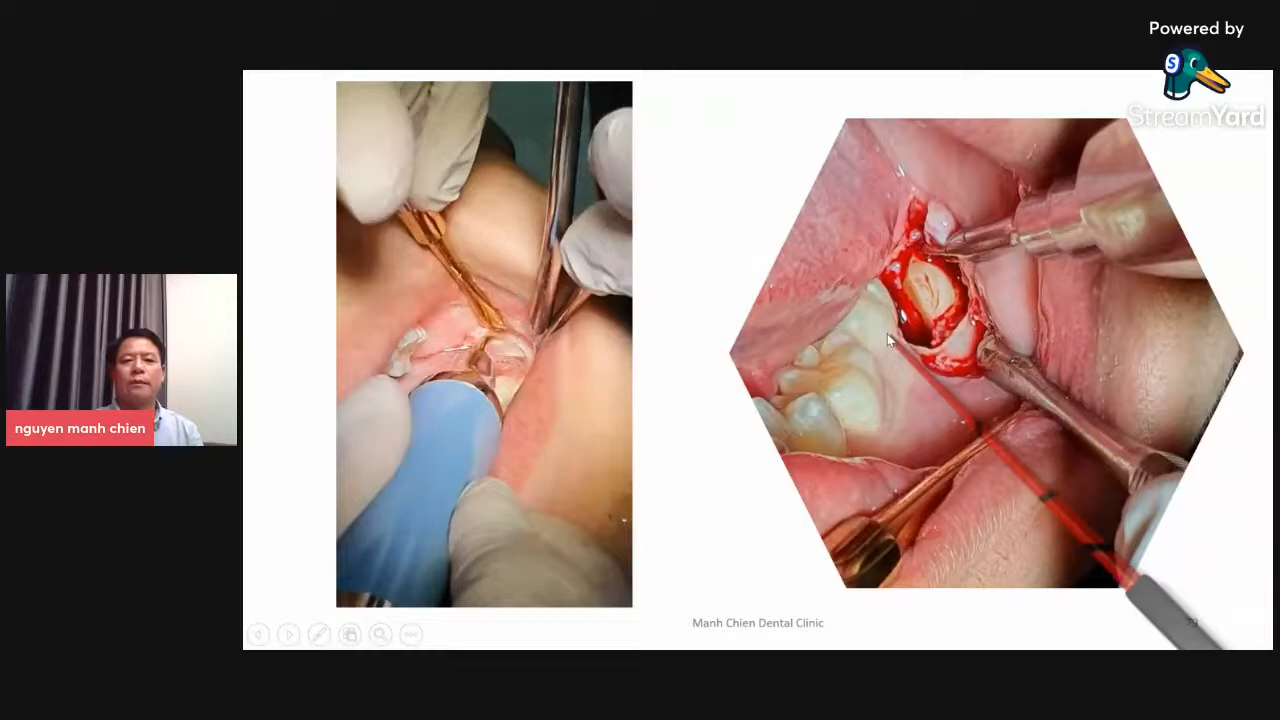 Powered by
S
StreamYard
nguyen manh chien
Manh Chien Dental Clinic